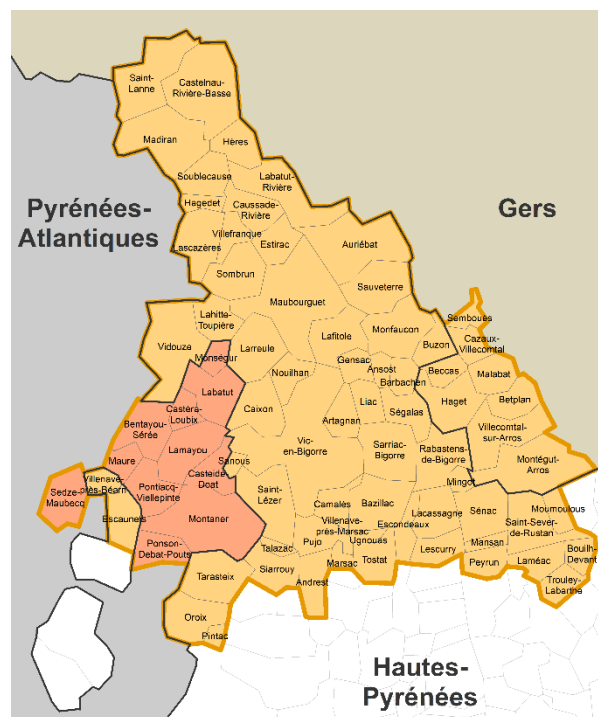 Saint-
Lanne
Castelnau-
Rivière-Basse
Madiran
Hères
Soublecause
Labatut-
Rivière
Hagedet
Caussade-
Rivière
Pyrénées-
Atlantiques
Gers
Villefranque
Lascazères
Estirac
Auriébat
Sombrun
Sauveterre
Maubourguet
Sembouès
Lahitte-
Toupière
Monfaucon
Cazaux-
Villecomtal
Vidouze
Larreule
Lafitole
Buzon
Monségur
Gensac
Ansost
Beccas
Malabat
Nouilhan
Barbachen
Labatut
Haget
Betplan
Castéra-
Loubix
Caixon
Liac
Ségalas
Artagnan
Bentayou-
Sérée
Villecomtal-
sur-Arros
Lamayou
Vic-
en-Bigorre
Sarriac-
Bigorre
Rabastens-
de-Bigorre
Maure
Sanous
Montégut-
Arros
Casteide-
Doat
Villenave-
près-Béarn
Pontiacq-
Viellepinte
Mingot
Sedze-
Maubecq
Saint-
Lézer
Camalès
Bazillac
Lacassagne
Sénac
Moumoulous
Escaunets
Montaner
Villenave-
près-Marsac
Escondeaux
Saint-Sever-
de-Rustan
Ponson-
Debat-Pouts
Talazac
Pujo
Ugnouas
Mansan
Lescurry
Bouilh-
Devant
Tarasteix
Siarrouy
Marsac
Tostat
Peyrun
Laméac
Andrest
Trouley-
Labarthe
Oroix
Pintac
Hautes-
Pyrénées